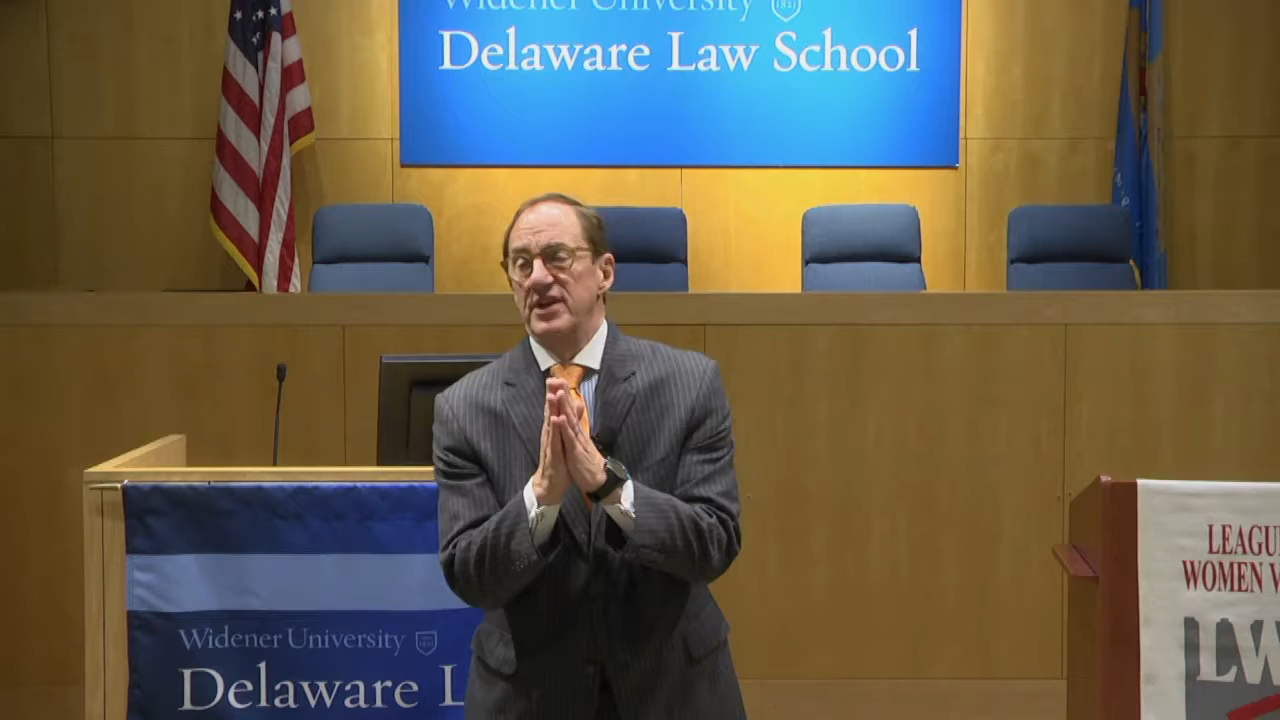 Widener University
Delaware Law School
Widener University
Delaware L
LEAGU
WOMEN V
LW